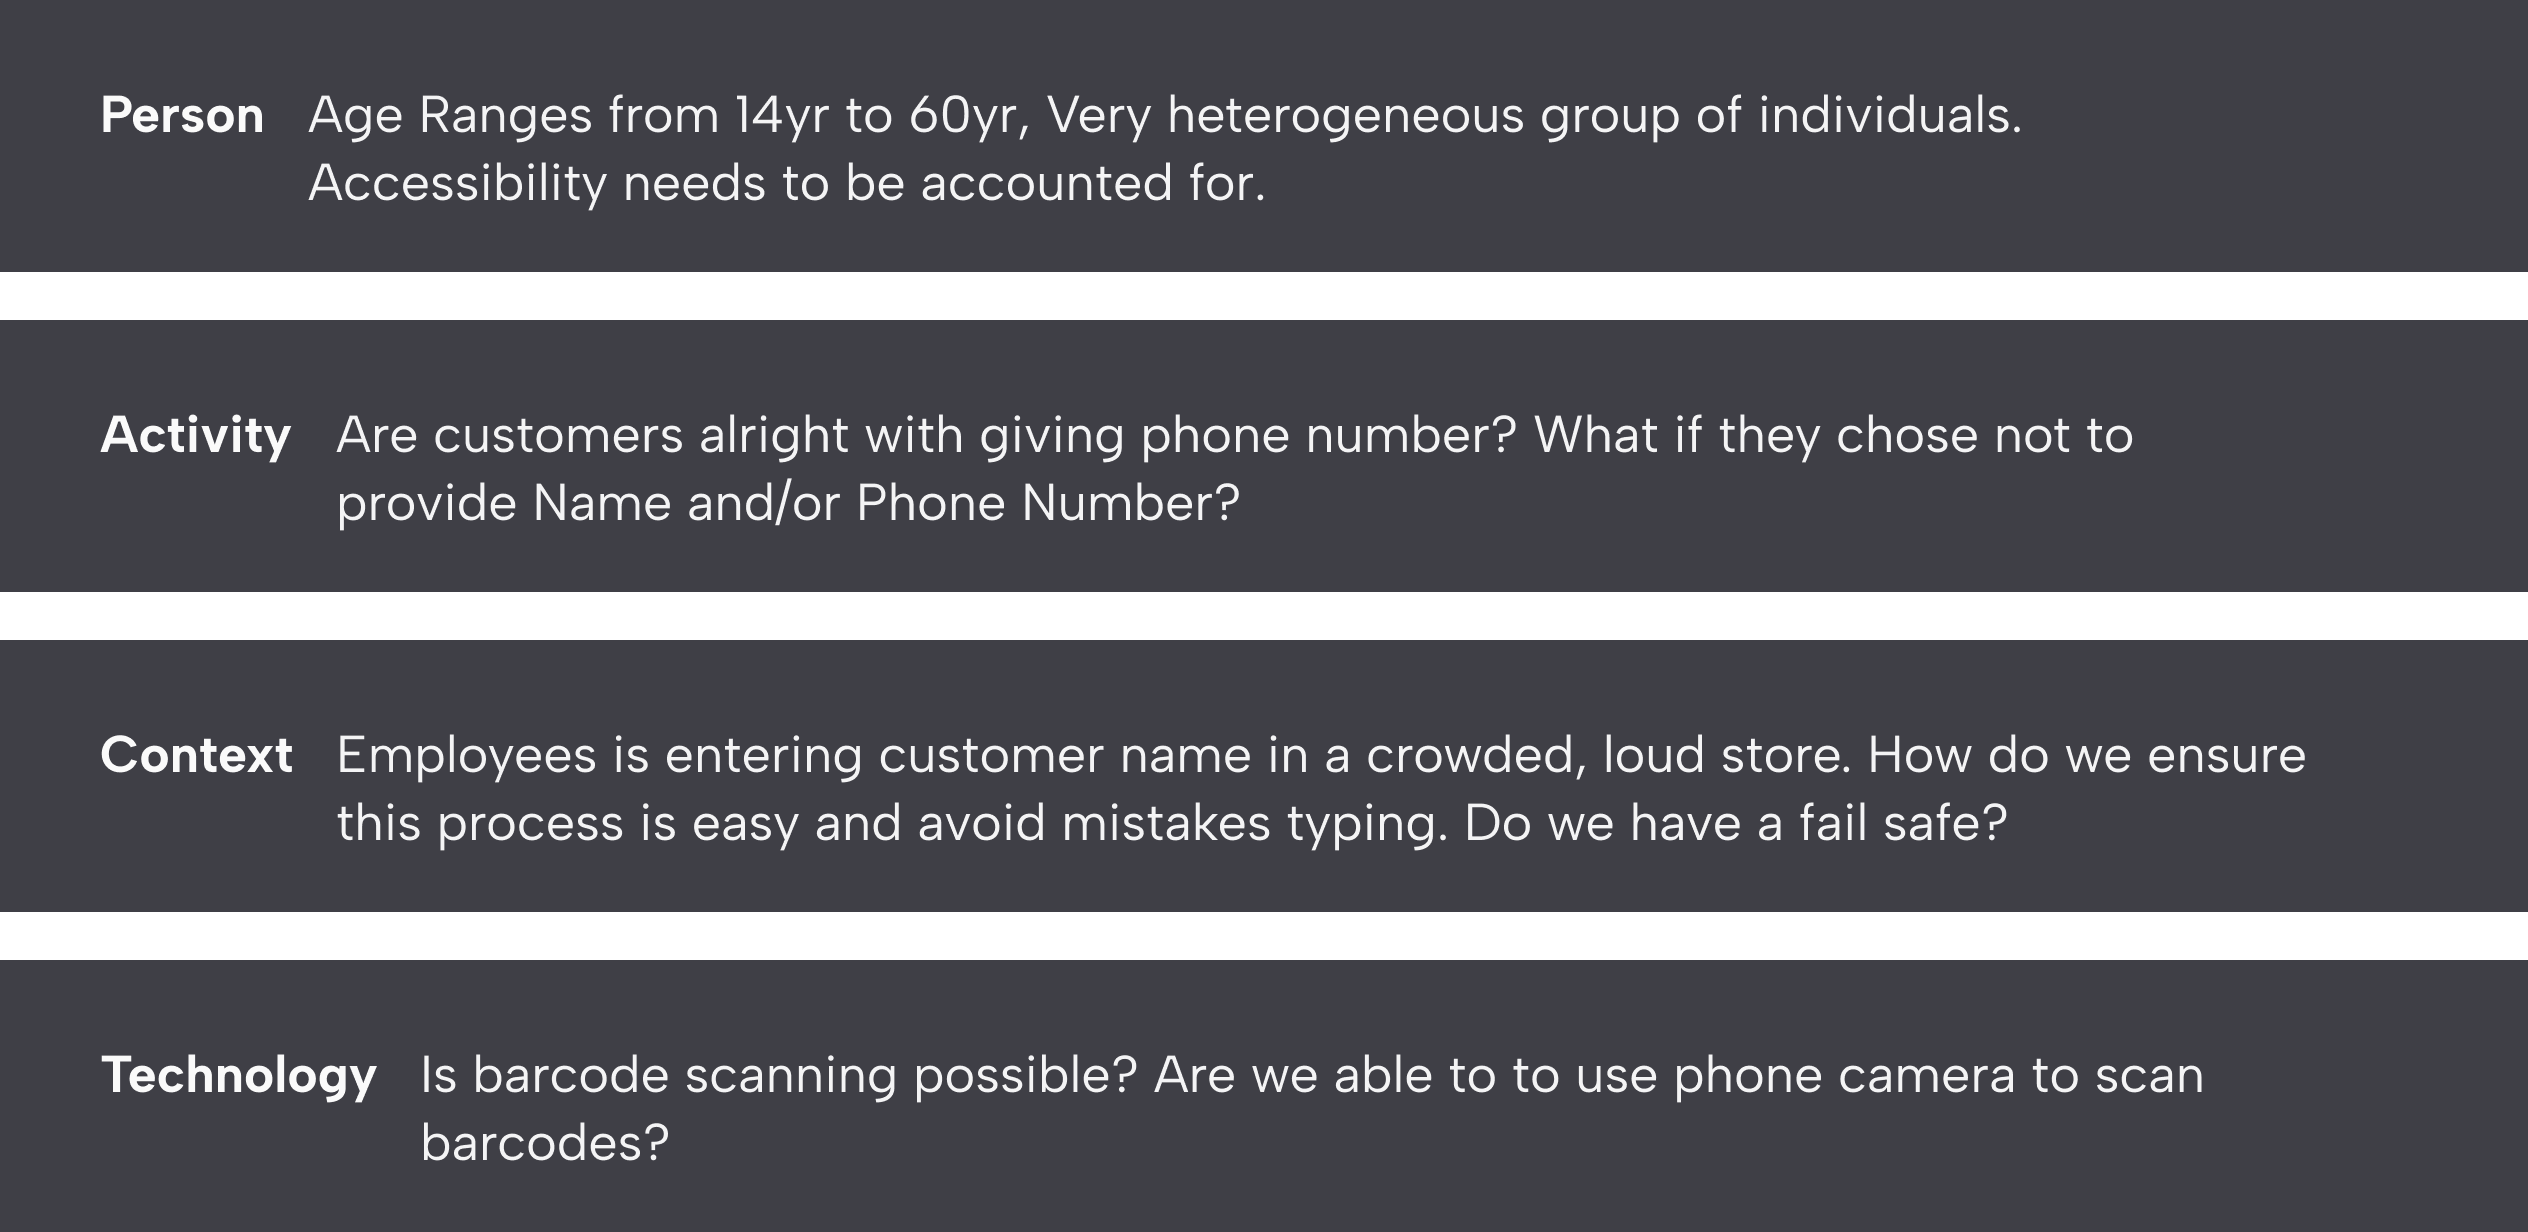 Person Age Ranges from 14yr to 60yr, Very heterogeneous group of individuals.
Accessibility needs to be accounted for.
Activity Are customers alright with giving phone number? What if they chose not to
provide Name and/or Phone Number?
Context Employees is entering customer name in a crowded, loud store. How do we ensure
this process is easy and avoid mistakes typing. Do we have a fail safe?
Technology Is barcode scanning possible? Are we able to to use phone camera to scan
barcodes?